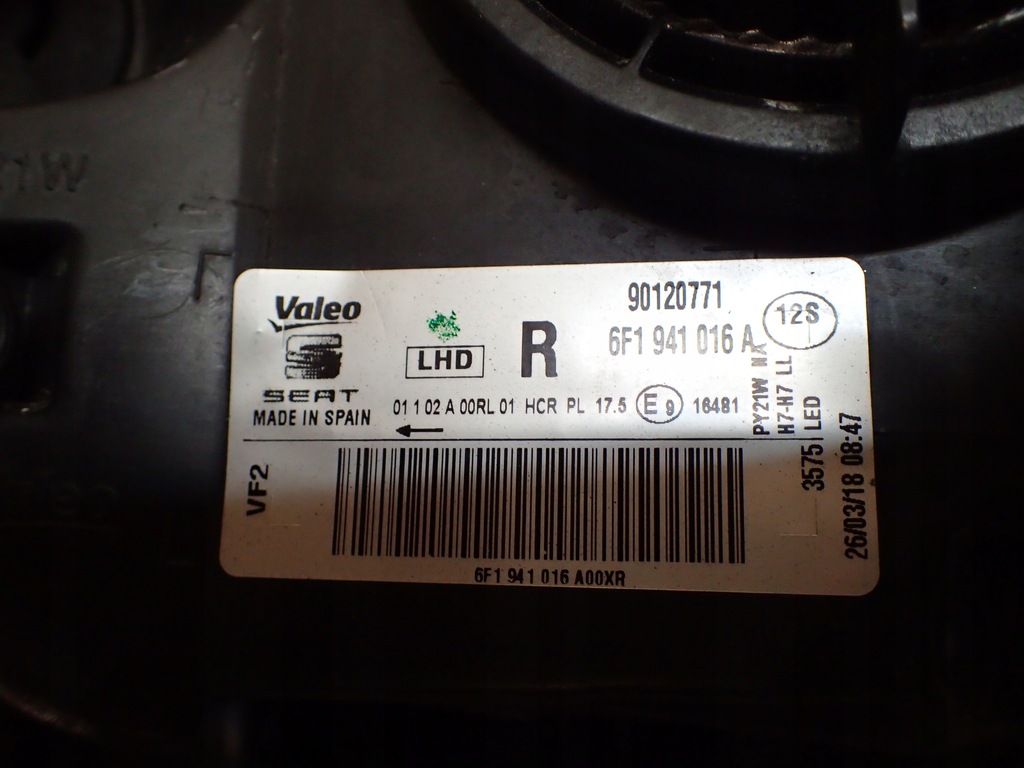 21W
Valeo
SEAT
MADE IN SPAIN
LHD
R
90120771
6F1 941 016 A
12S
01 1 02 A 00RL 01 HCR PL 17.5 E9 16481
PY21W NA
H7-H7 LL
3575 LED
26/03/18 08:47
VF2
6F1 941 016 A00XR